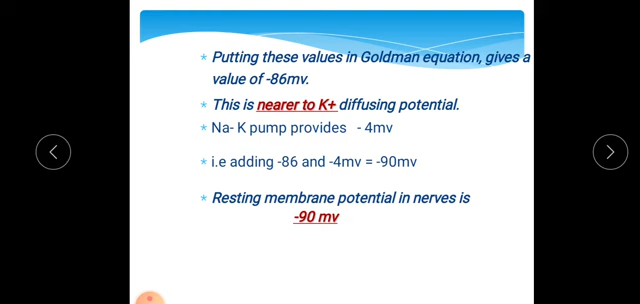 * Putting these values in Goldman equation, gives a
value of -86mv.
* This is nearer to K+ diffusing potential.
* Na- K pump provides - 4mv
* i.e adding -86 and -4mv = -90mv
* Resting membrane potential in nerves is
-90 mv